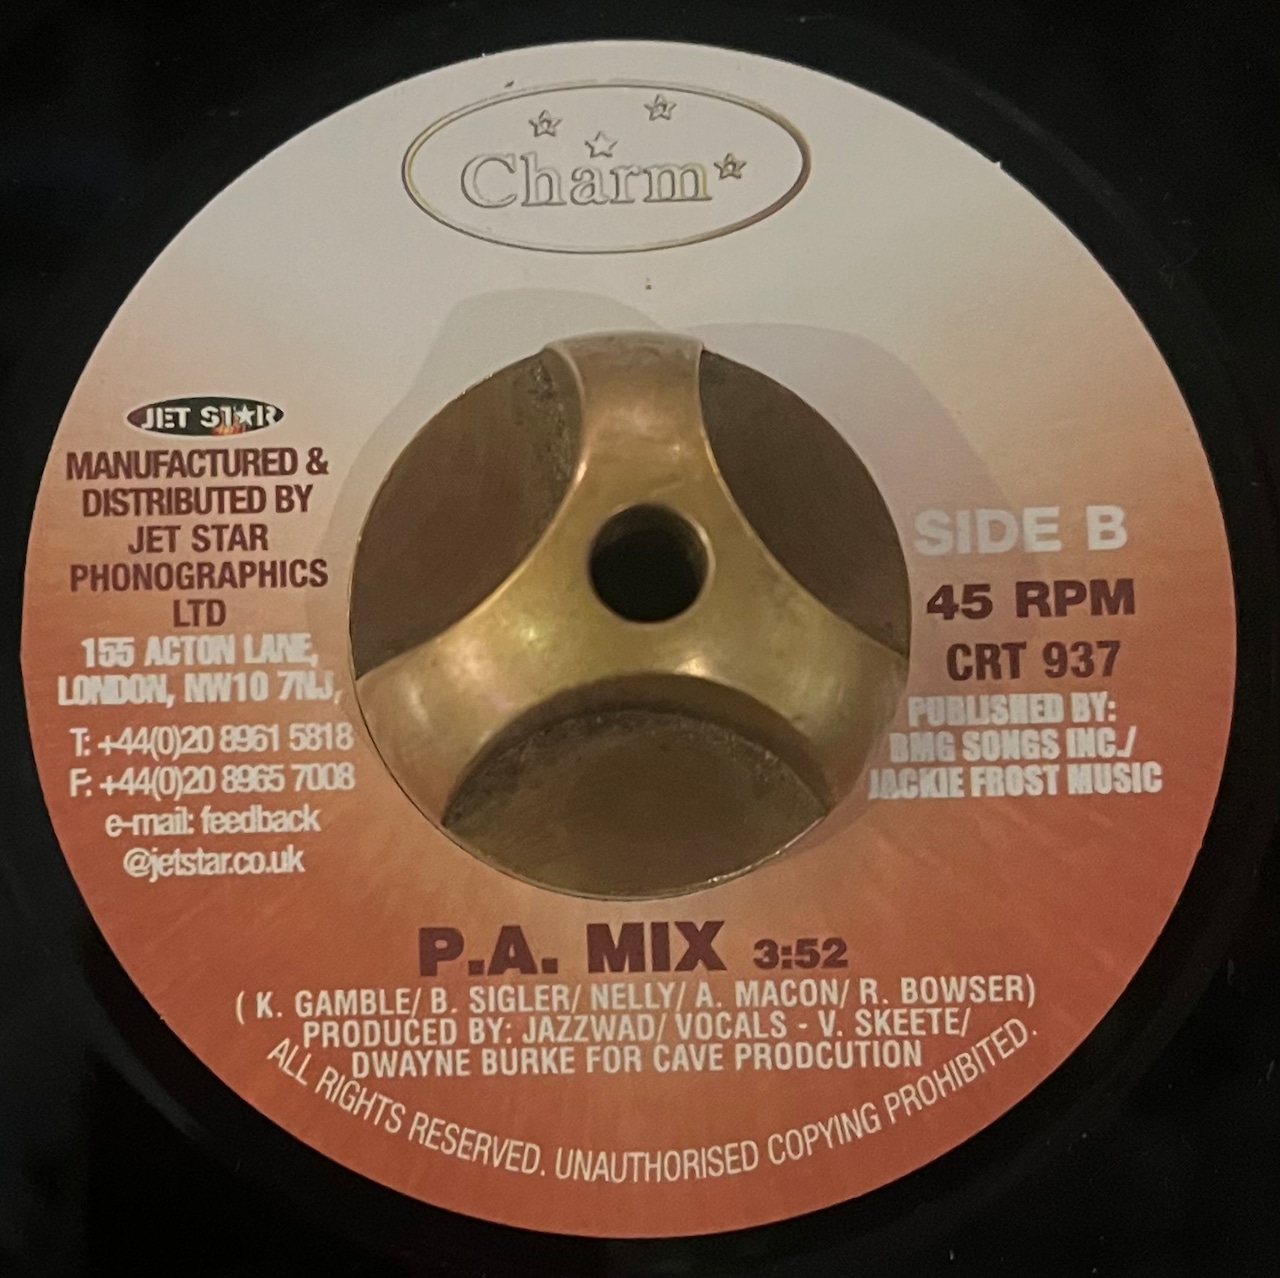 Charm
JET STAR
MANUFACTURED &
DISTRIBUTED BY
JET STAR
PHONOGRAPHICS
LTD
155 ACTON LANE,
LONDON, NW10 7NJ,
T: +44(0)20 8961 5818
F: +44(0)20 8965 7008
e-mail: feedback
@jetstar.co.uk
SIDE B
45 RPM
CRT 937
PUBLISHED BY:
BMG SONGS INC./
JACKIE FROST MUSIC
P.A. MIX 3:52
( K. GAMBLE/ B. SIGLER/ NELLY/ A. MACON/ R. BOWSER)
PRODUCED BY: JAZZWAD/ VOCALS - V. SKEETE/
DWAYNE BURKE FOR CAVE PRODCUTION
ALL RIGHTS RESERVED. UNAUTHORISED COPYING PROHIBITED.